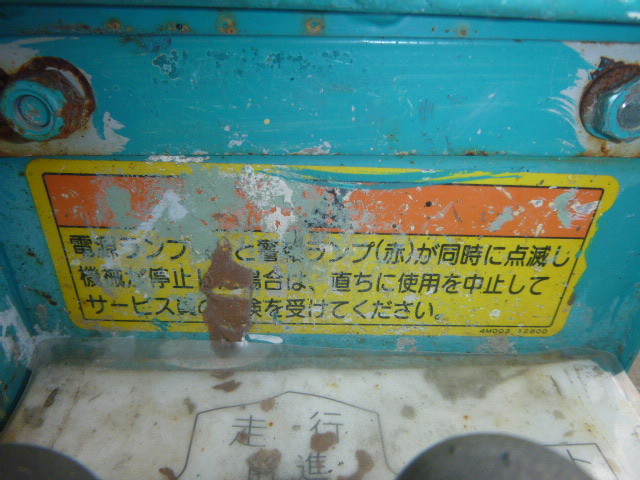 電源ランプ と警告ランプ(赤)が同時に点滅し
機械が停止した場合は、直ちに使用を中止して
サービス員の 検を受けてください。
4M003 12800
走行
前進